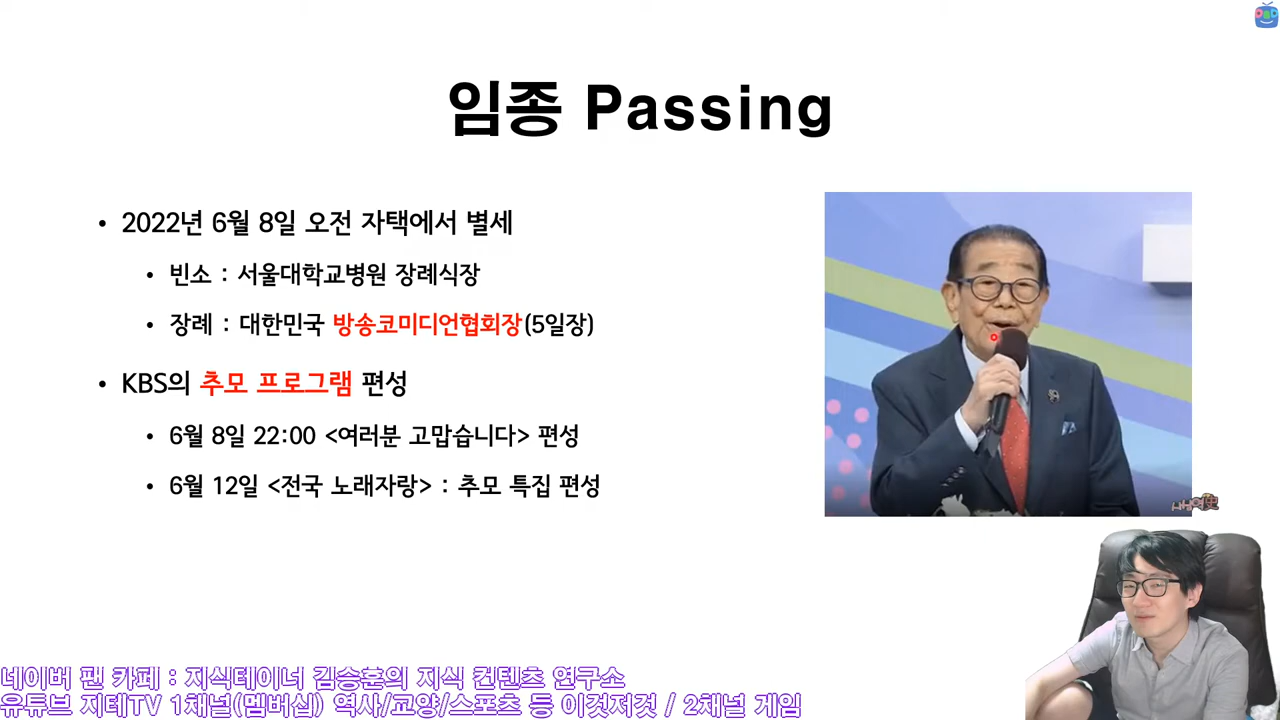 임종 Passing
• 2022년 6월 8일 오전 자택에서 별세
• 빈소 : 서울대학교병원 장례식장
• 장례 : 대한민국 방송코미디언협회장(5일장)
• KBS의 추모 프로그램 편성
• 6월 8일 22:00 <여러분 고맙습니다> 편성
• 6월 12일 <전국 노래자랑> : 추모 특집 편성
네이버 팬 카페 : 지식테이너 김승훈의 지식 컨텐츠 연구소
유튜브 지테TV 1채널(멤버십) 역사/교양/스포츠 등 이것저것 / 2채널 게임